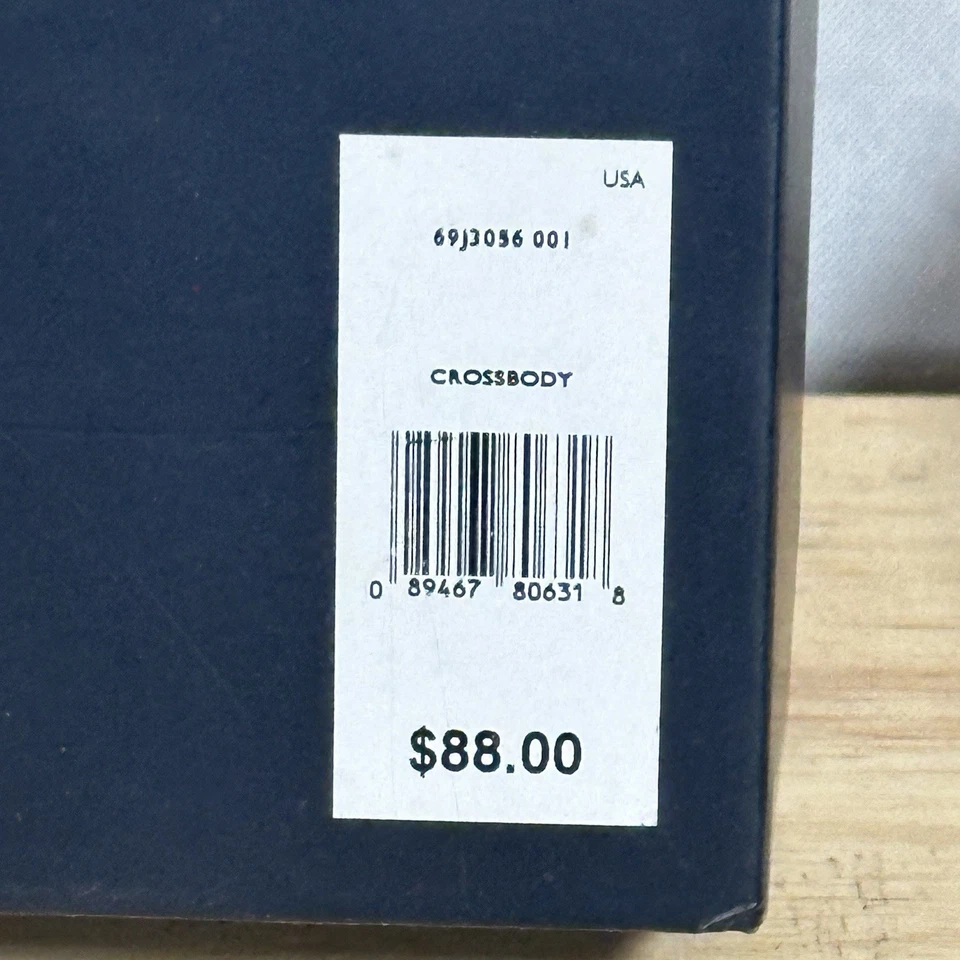 USA
69J3056 001
CROSSBODY
0 89467 80631 8
$88.00